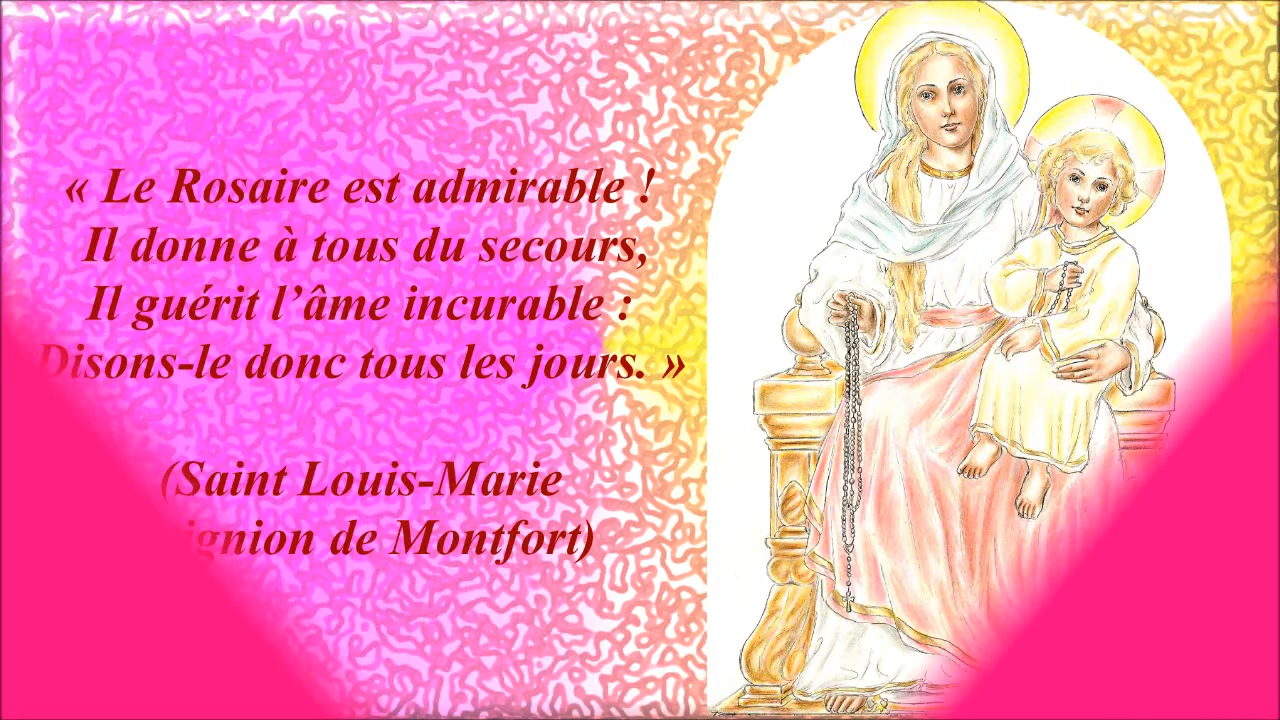 « Le Rosaire est admirable !
Il donne à tous du secours,
Il guérit l’âme incurable :
Disons-le donc tous les jours. »
(Saint Louis-Marie
de Montfort)